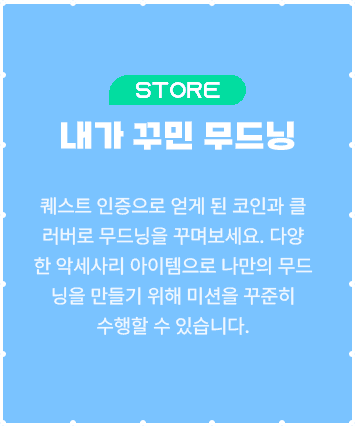 STORE
내가 꾸민 무드닝
퀘스트 인증으로 얻게 된 코인과 클
러버로 무드닝을 꾸며보세요. 다양
한 악세사리 아이템으로 나만의 무드
닝을 만들기 위해 미션을 꾸준히
수행할 수 있습니다.